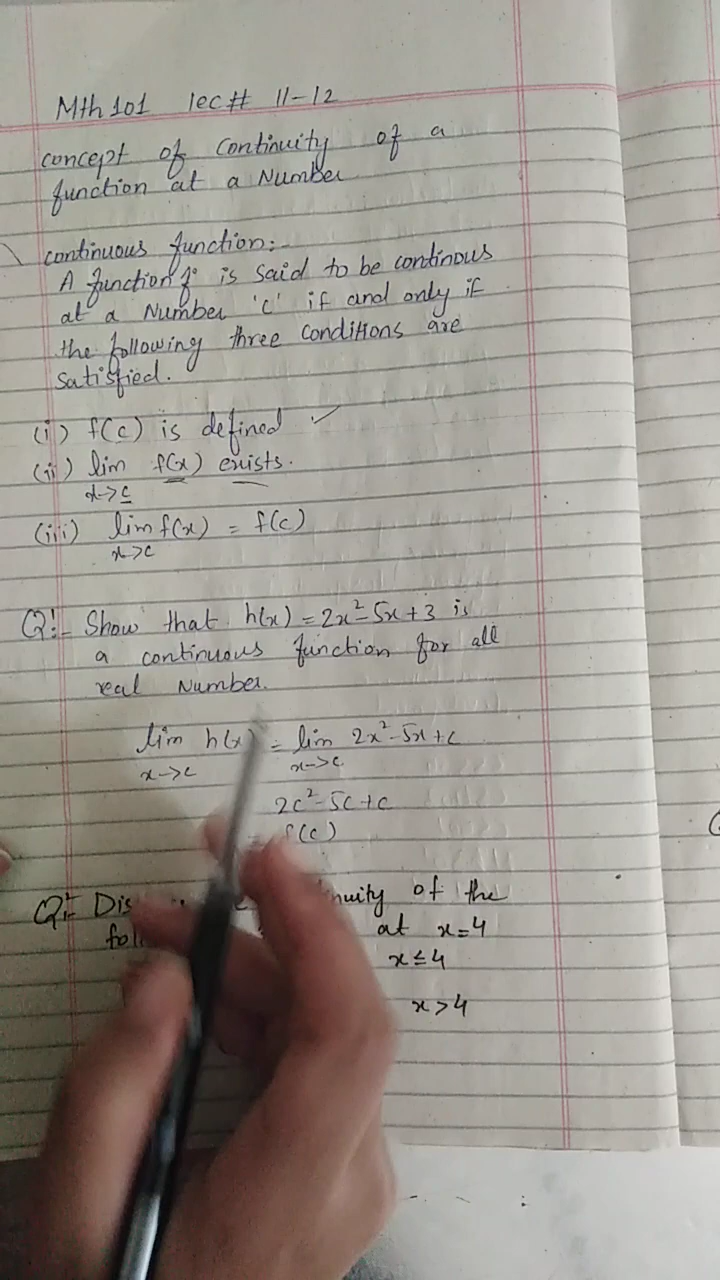 Mth 101 lec# 11-12
concept of Continuity of a
function at a Number
continuous function:-
A function f is said to be continous
at a Number 'c' if and only if
the following three conditions are
satisfied.
(i) f(c) is defined ✓
(ii) lim f(x) exists.
x->c
(iii) lim f(x) = f(c)
x->c
Q1:- Show that h(x) = 2x²-5x+3 is
a continuous function for all
real Number.
lim h(x) = lim 2x²-5x+c
x->c x->c
2c²-5c+c
= f(c)
Q2:- of the
at x=4
x≤4
x>4